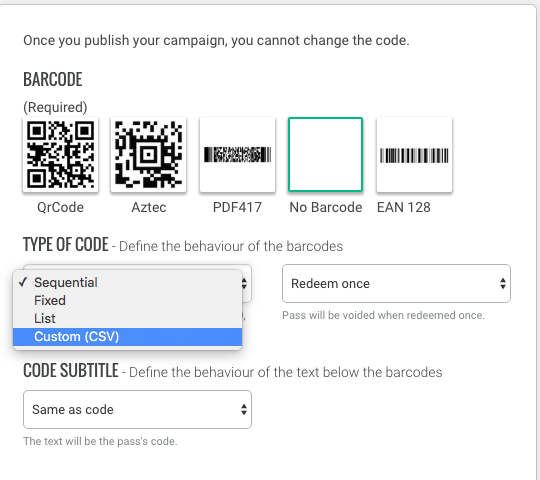 Once you publish your campaign, you cannot change the code.
BARCODE
(Required)
QrCode Aztec PDF417 No Barcode EAN 128
TYPE OF CODE - Define the behaviour of the barcodes
✓ Sequential
Fixed
List
Custom (CSV)
Redeem once
Pass will be voided when redeemed once.
CODE SUBTITLE - Define the behaviour of the text below the barcodes
Same as code
The text will be the pass's code.